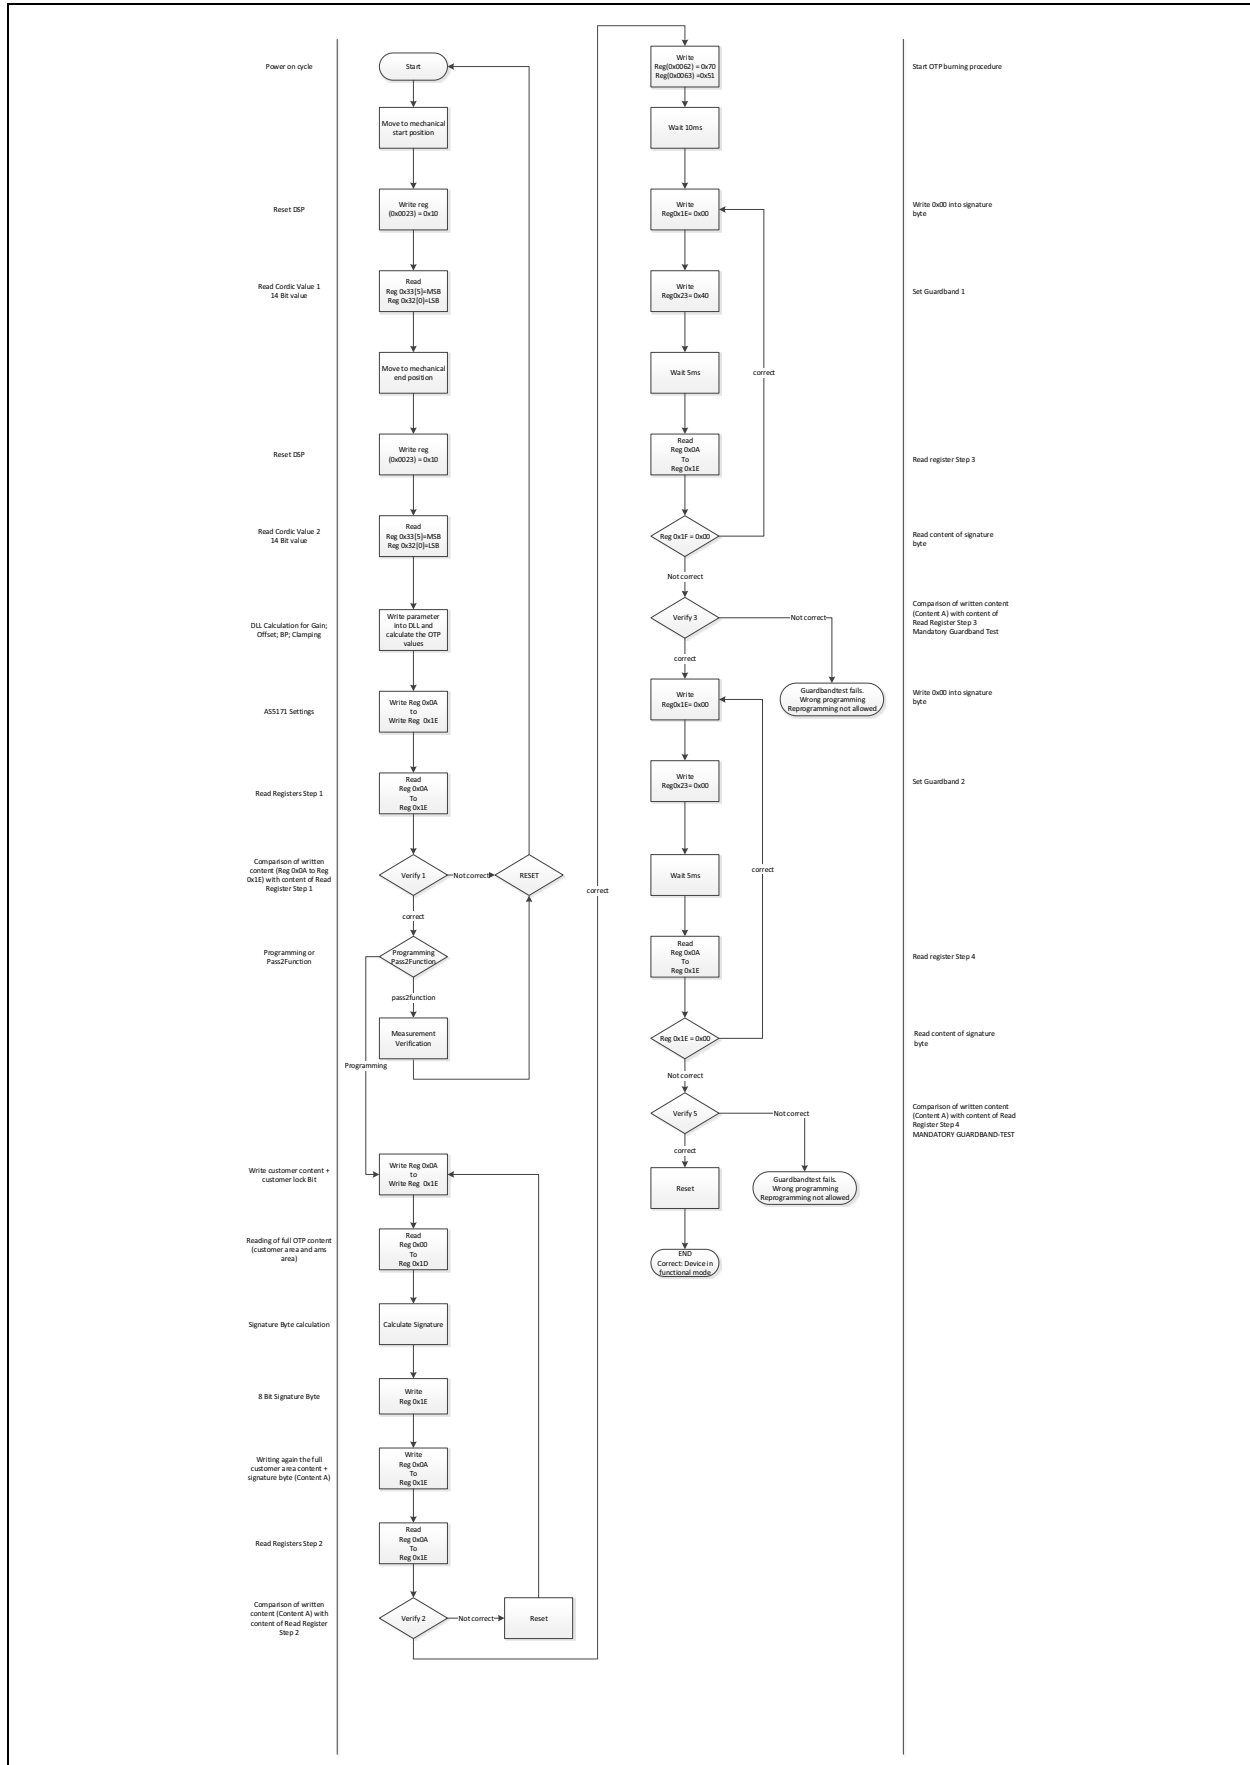 Power on cycle
Start
Move to mechanical
start position
Reset DSP
Write reg
(0x0023) = 0x10
Read Cordic Value 1
14 Bit value
Read
Reg 0x33[5]=MSB
Reg 0x32[0]=LSB
Move to mechanical
end position
Reset DSP
Write reg
(0x0023) = 0x10
Read Cordic Value 2
14 Bit value
Read
Reg 0x33[5]=MSB
Reg 0x32[0]=LSB
DLL Calculation for Gain;
Offset; BP; Clamping
Write parameter
into DLL and
calculate the OTP
values
AS5171 Settings
Write Reg 0x0A
to
Write Reg 0x1E
Read Registers Step 1
Read
Reg 0x0A
To
Reg 0x1E
Comparison of written
content (Reg 0x0A to Reg
0x1E) with content of Read
Register Step 1
Verify 1
Not correct
RESET
correct
Programming or
Pass2Function
Programming
Pass2Function
pass2function
Measurement
Verification
Programming
Write customer content +
customer lock Bit
Write Reg 0x0A
to
Write Reg 0x1E
Reading of full OTP content
(customer area and ams
area)
Read
Reg 0x00
To
Reg 0x1D
Signature Byte calculation
Calculate Signature
8 Bit Signature Byte
Write
Reg 0x1E
Writing again the full
customer area content +
signature byte (Content A)
Write
Reg 0x0A
To
Reg 0x1E
Read Registers Step 2
Read
Reg 0x0A
To
Reg 0x1E
Comparison of written
content (Content A) with
content of Read Register
Step 2
Verify 2
Not correct
Reset
correct
Write
Reg(0x0062) = 0x70
Reg(0x0063) =0x51
Start OTP burning procedure
Wait 10ms
Write
Reg0x1E= 0x00
Write 0x00 into signature
byte
Write
Reg0x23= 0x40
Set Guardband 1
Wait 5ms
correct
Read
Reg 0x0A
To
Reg 0x1E
Read register Step 3
Reg 0x1F = 0x00
Read content of signature
byte
Not correct
Verify 3
Not correct
Comparison of written content
(Content A) with content of
Read Register Step 3
Mandatory Guardband Test
correct
Guardbandtest fails.
Wrong programming
Reprogramming not allowed
Write
Reg0x1E= 0x00
Write 0x00 into signature
byte
Write
Reg0x23= 0x00
Set Guardband 2
Wait 5ms
correct
Read
Reg 0x0A
To
Reg 0x1E
Read register Step 4
Reg 0x1E = 0x00
Read content of signature
byte
Not correct
Verify 5
Not correct
Comparison of written content
(Content A) with content of Read
Register Step 4
MANDATORY GUARDBAND-TEST
correct
Reset
Guardbandtest fails.
Wrong programming
Reprogramming not allowed
END
Correct: Device in
functional mode